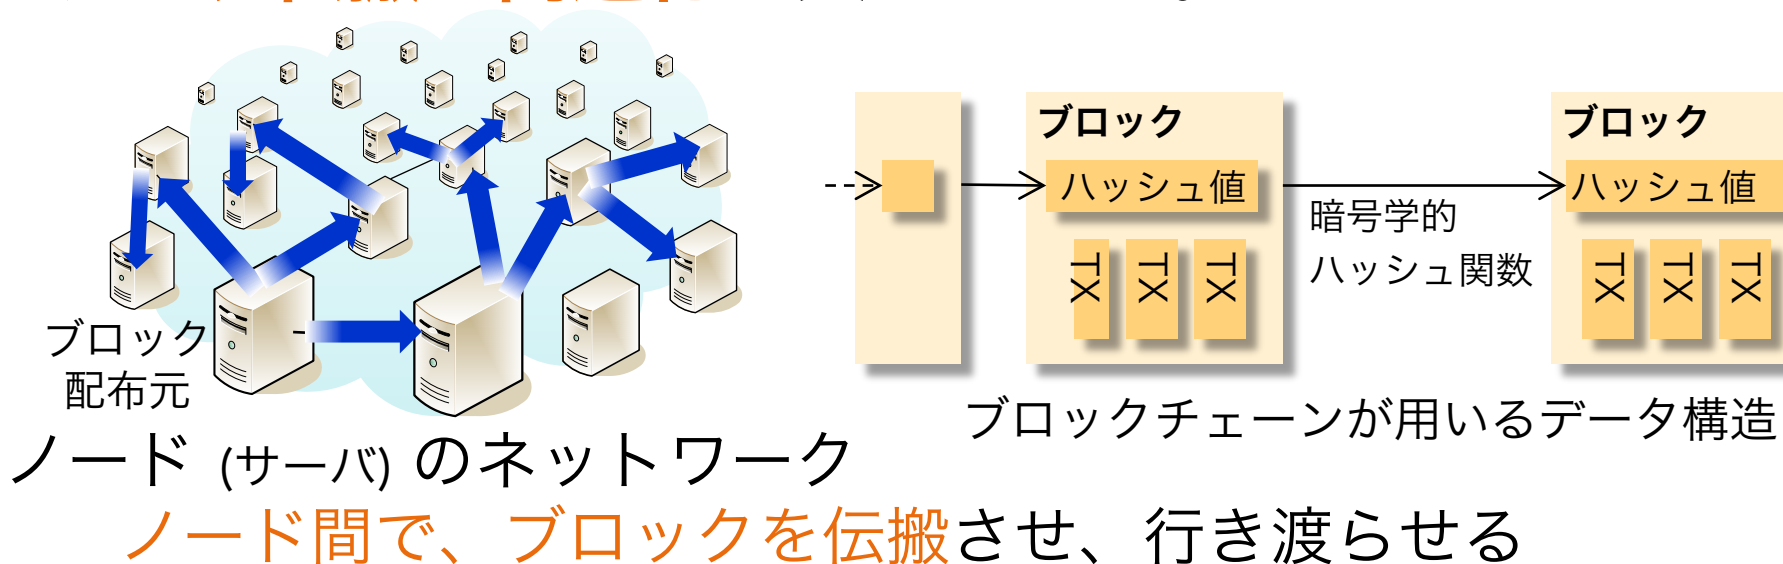 ブロック
配布元
ノード (サーバ) のネットワーク
ブロック
ハッシュ値
TX TX TX
暗号学的
ハッシュ関数
ブロック
ハッシュ値
TX TX TX
ブロックチェーンが用いるデータ構造
ノード間で、ブロックを伝搬させ、行き渡らせる